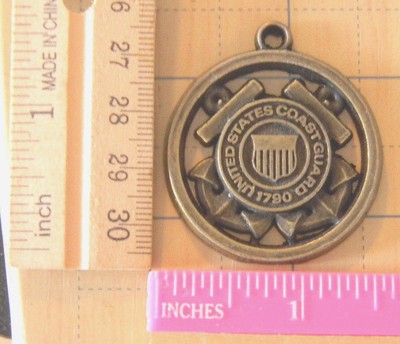 MADE IN CHINA
1
inch
26
27
28
29
30
UNITED STATES COAST GUARD
1790
INCHES
1